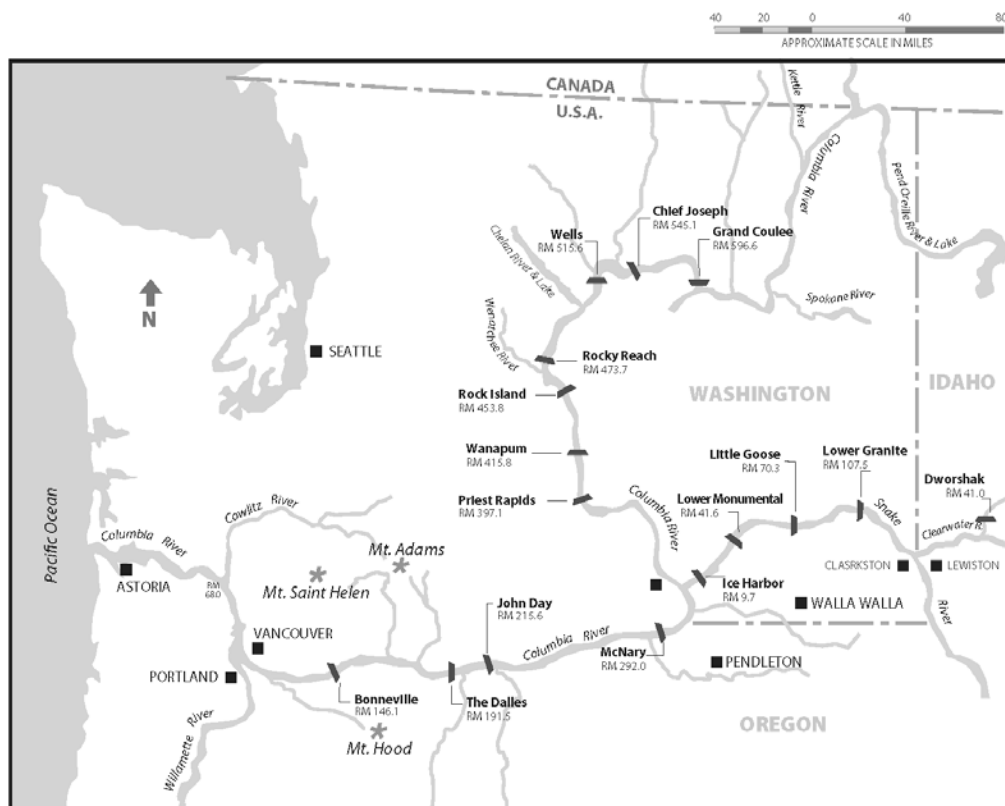 40 20 0 40 80
APPROXIMATE SCALE IN MILES
CANADA
U.S.A.
Kettle River
Columbia River
Pend Oreille River & Lake
Chief Joseph
RM 545.1
Wells
RM 515.6
Grand Coulee
RM 596.6
Chelan River & Lake
Spokane River
Wenatchee River
N
SEATTLE
Rocky Reach
RM 473.7
Rock Island
RM 453.8
WASHINGTON
IDAHO
Wanapum
RM 415.8
Little Goose
RM 70.3
Lower Granite
RM 107.5
Dworshak
RM 41.0
Priest Rapids
RM 397.1
Columbia River
Lower Monumental
RM 41.6
Snake
River
Clearwater R.
Pacific Ocean
Columbia River
Cowlitz River
Mt. Adams
Mt. Saint Helen
ASTORIA
RM
68.0
CLASRKSTON
LEWISTON
Ice Harbor
RM 9.7
WALLA WALLA
John Day
RM 215.6
VANCOUVER
Columbia River
McNary
RM 292.0
PENDLETON
PORTLAND
Bonneville
RM 146.1
The Dalles
RM 191.5
Willamette River
Mt. Hood
OREGON